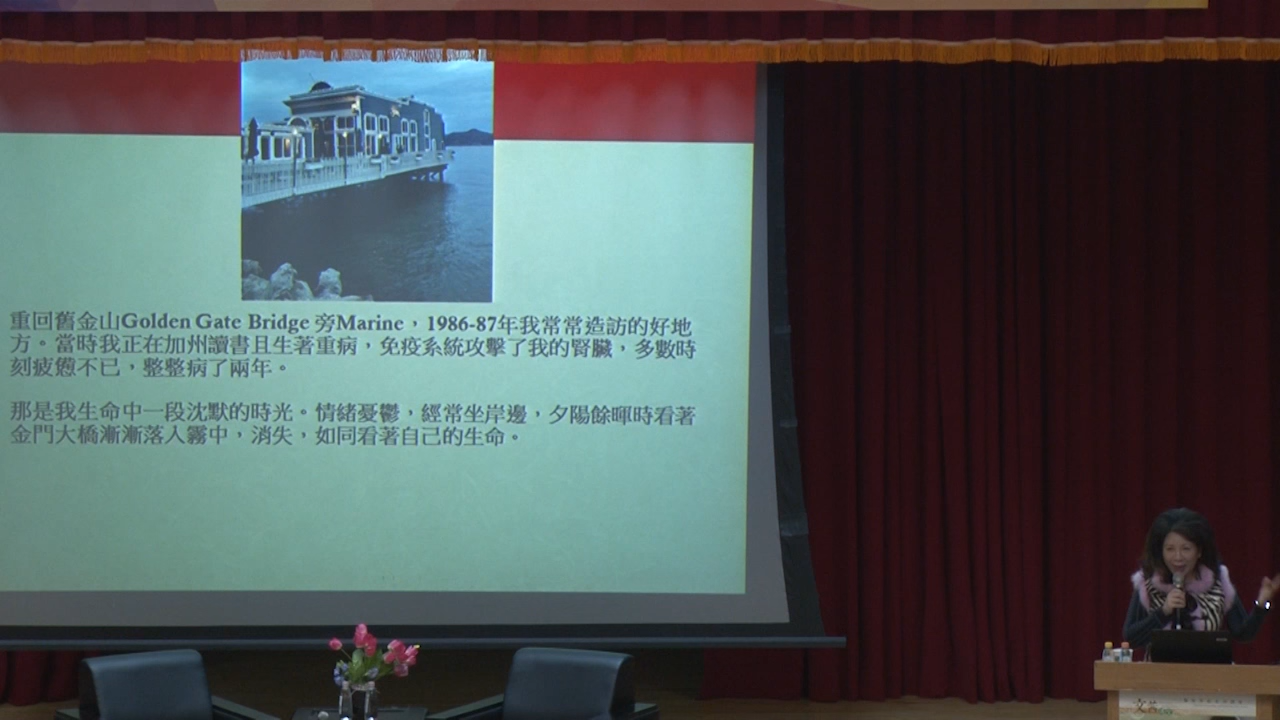 重回舊金山Golden Gate Bridge 旁Marine，1986-87年我常常造訪的好地
方。當時我正在加州讀書且生著重病，免疫系統攻擊了我的腎臟，多數時
刻疲憊不已，整整病了兩年。
那是我生命中一段沈默的時光。情緒憂鬱，經常坐岸邊，夕陽餘暉時看著
金門大橋漸漸落入霧中，消失，如同看著自己的生命。